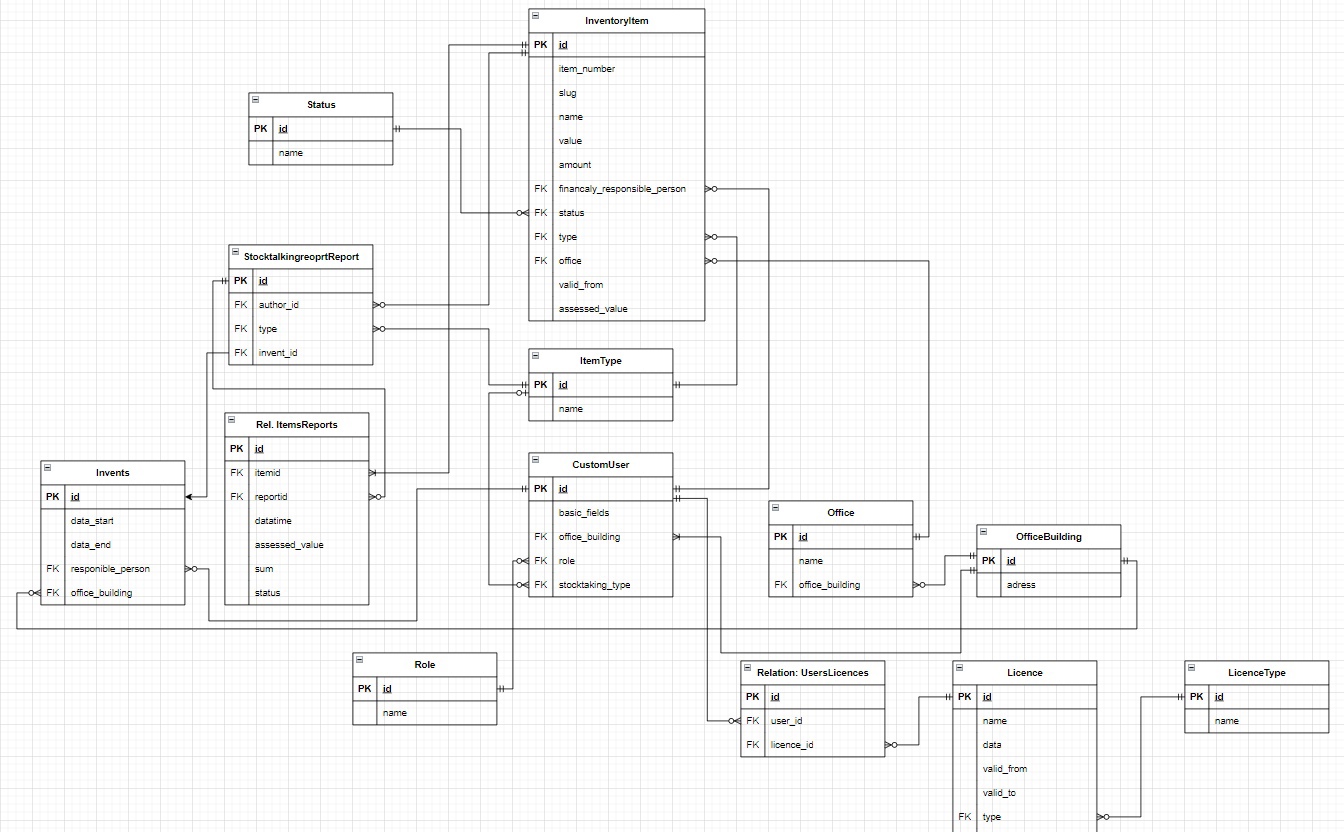 InventoryItem
PK id
item_number
slug
name
value
amount
FK financaly_responsible_person
FK status
FK type
FK office
valid_from
assessed_value
Status
PK id
name
StocktalkingreoprtReport
PK id
FK author_id
FK type
FK invent_id
ItemType
PK id
name
Rel. ItemsReports
PK id
FK itemid
FK reportid
datatime
assessed_value
sum
status
Invents
PK id
data_start
data_end
FK responible_person
FK office_building
CustomUser
PK id
basic_fields
FK office_building
FK role
FK stocktaking_type
Office
PK id
name
FK office_building
OfficeBuilding
PK id
adress
Role
PK id
name
Relation: UsersLicences
PK id
FK user_id
FK licence_id
Licence
PK id
name
data
valid_from
valid_to
FK type
LicenceType
PK id
name